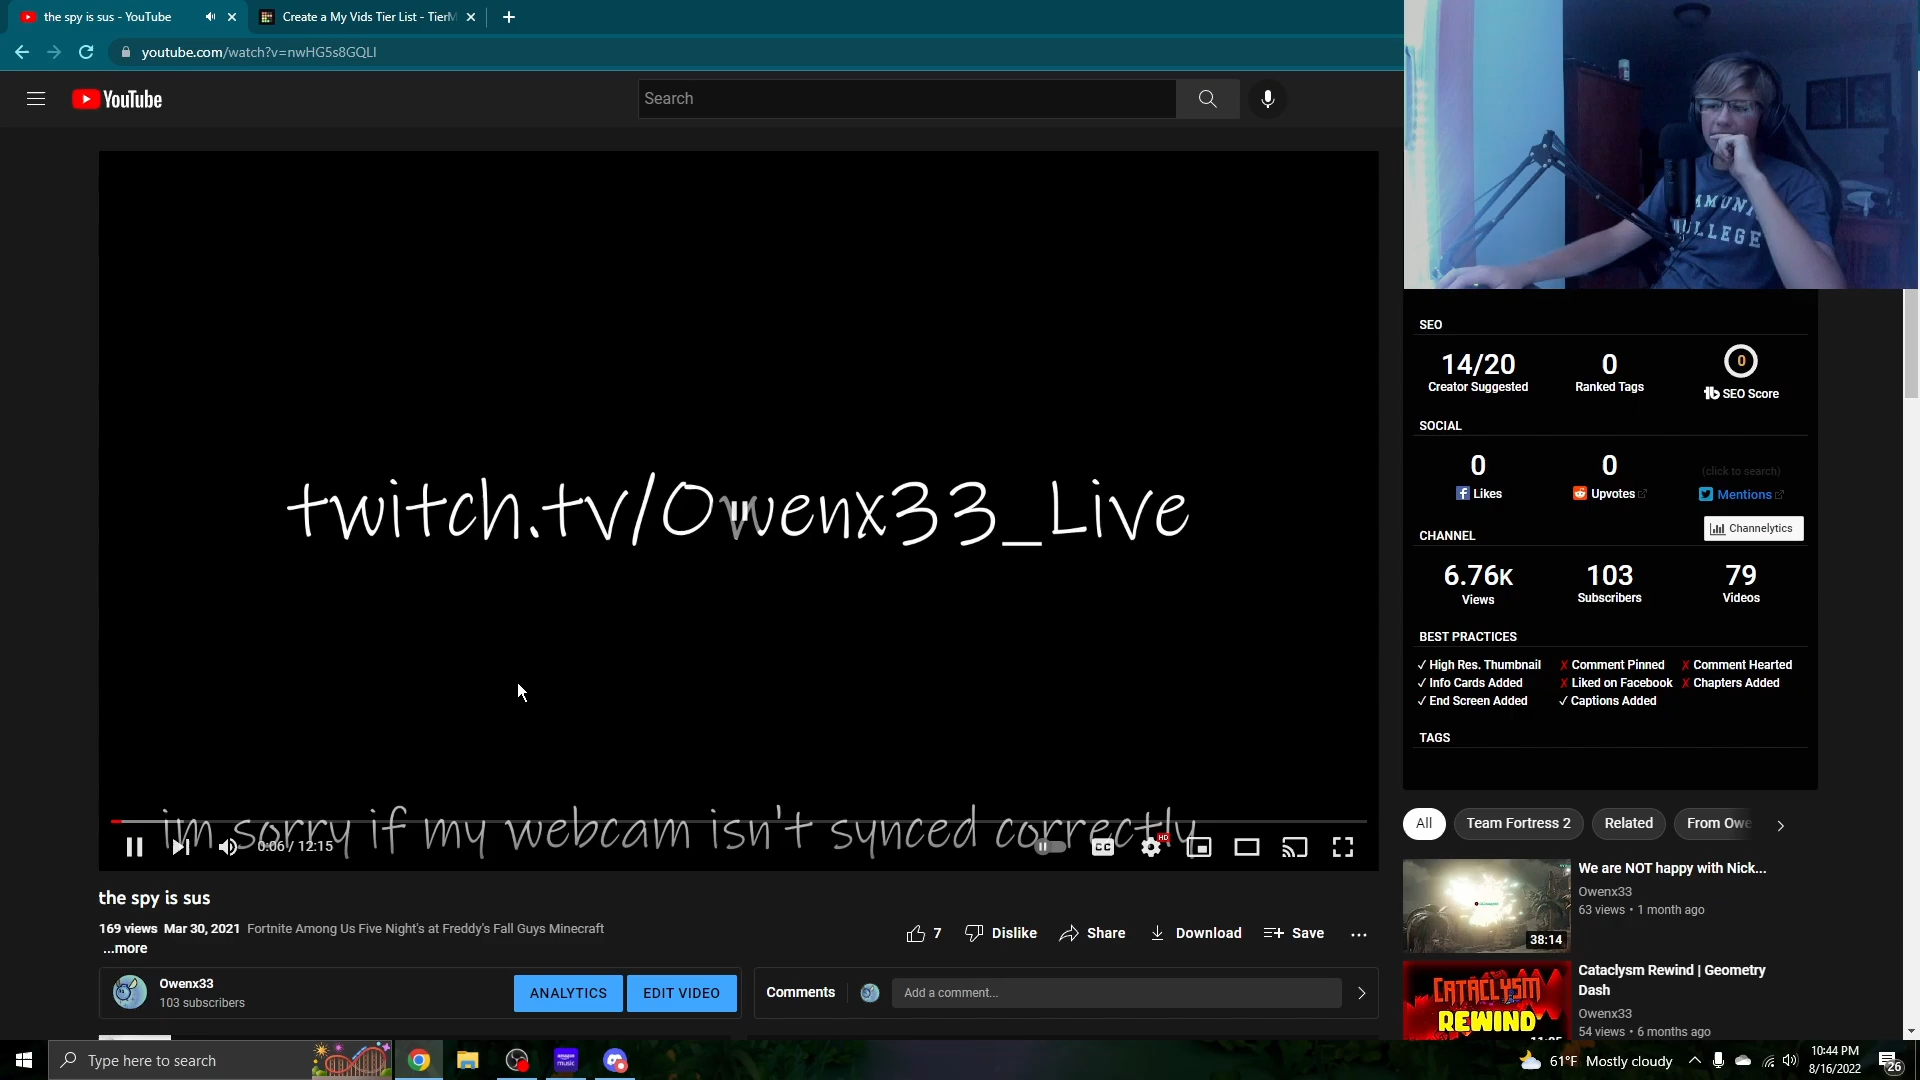 the spy is sus - YouTube
Create a My Vids Tier List - TierM
youtube.com/watch?v=nwHG5s8GQLI
YouTube
Search
MMUNI
LLEGE
twitch.tv/Owenx33_Live
im sorry if my webcam isn't synced correctly
0:06 / 12:15
CC
HD
the spy is sus
169 views Mar 30, 2021 Fortnite Among Us Five Night's at Freddy's Fall Guys Minecraft
...more
7 Dislike Share Download Save
Owenx33
103 subscribers
ANALYTICS
EDIT VIDEO
Comments
Add a comment...
SEO
14/20 0 0
Creator Suggested Ranked Tags tb SEO Score
SOCIAL
0 0 (click to search)
Likes Upvotes Mentions
CHANNEL
Channelytics
6.76K 103 79
Views Subscribers Videos
BEST PRACTICES
✓ High Res. Thumbnail ✗ Comment Pinned ✗ Comment Hearted
✓ Info Cards Added ✗ Liked on Facebook ✗ Chapters Added
✓ End Screen Added ✓ Captions Added
TAGS
All Team Fortress 2 Related From Owe
We are NOT happy with Nick...
Owenx33
63 views • 1 month ago
38:14
Cataclysm Rewind | Geometry
Dash
Owenx33
54 views • 6 months ago
CATACLYSM
REWIND
Type here to search
amazon
music
61°F Mostly cloudy
10:44 PM
8/16/2022
26